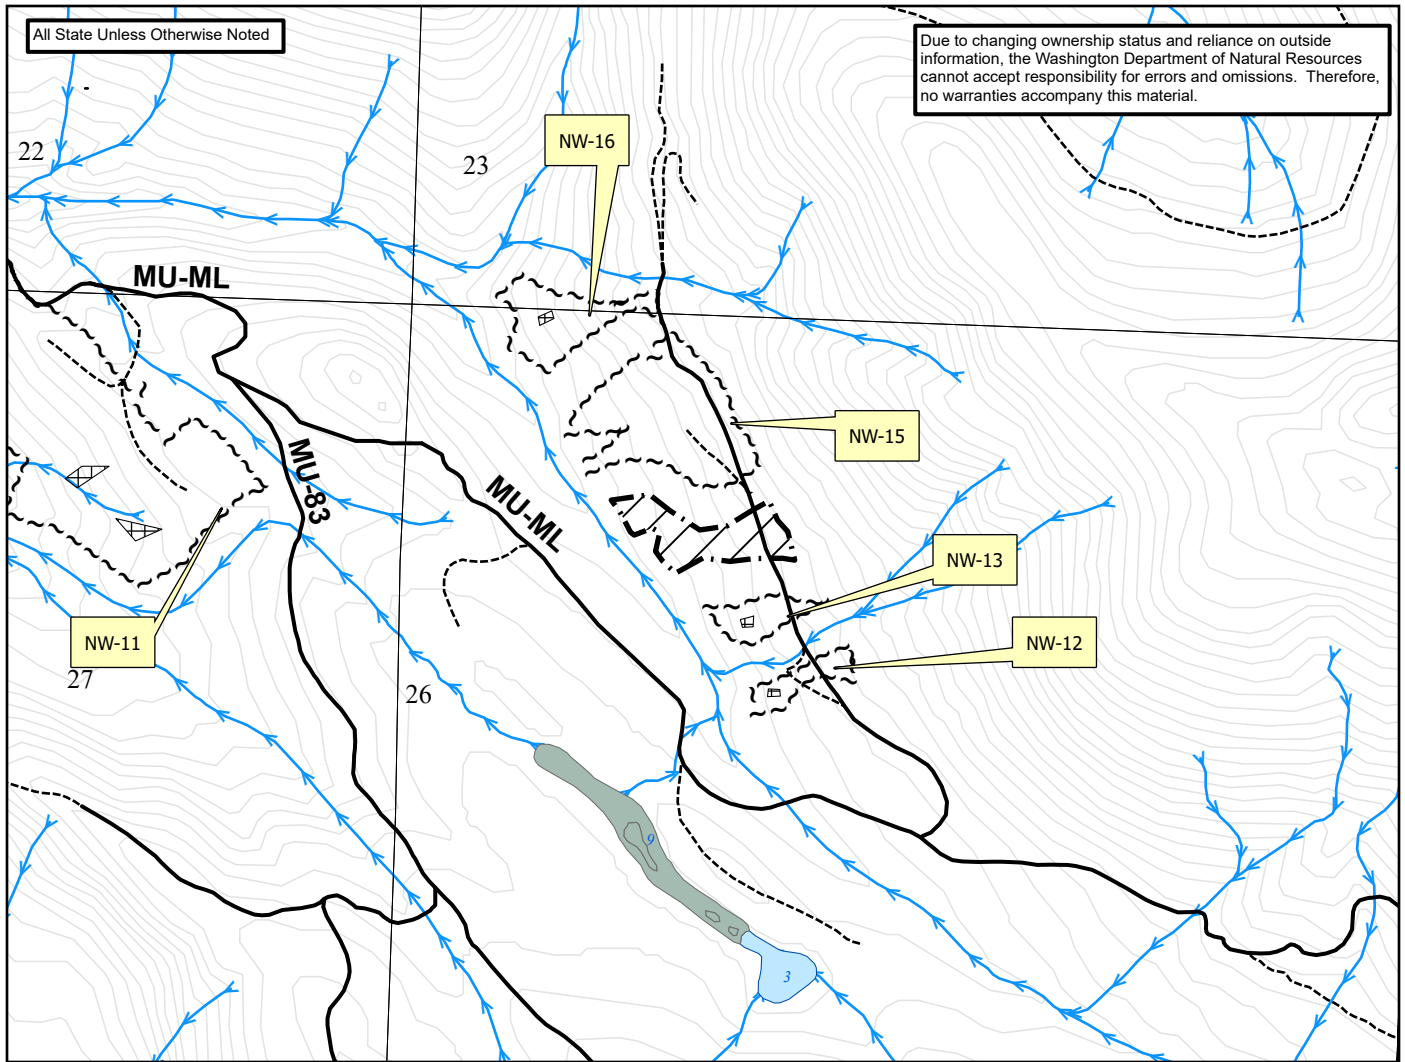 All State Unless Otherwise Noted
Due to changing ownership status and reliance on outside
information, the Washington Department of Natural Resources
cannot accept responsibility for errors and omissions.  Therefore,
no warranties accompany this material.
22
23
NW-16
MU-ML
NW-15
MU-83
MU-ML
NW-13
NW-12
NW-11
27
26
9
3